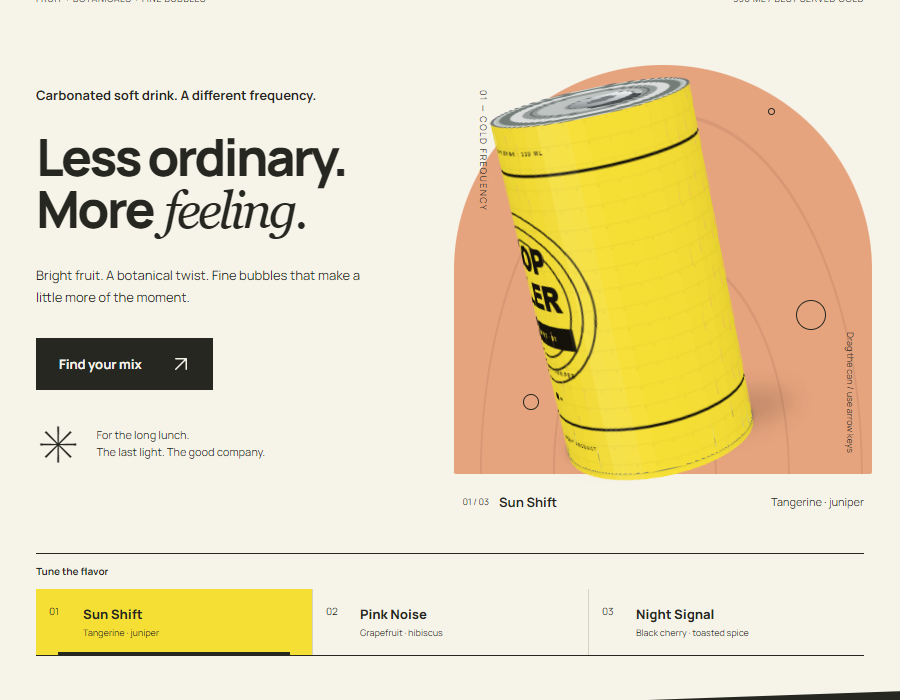 Carbonated soft drink. A different frequency.
Less ordinary.
More feeling.
Bright fruit. A botanical twist. Fine bubbles that make a
little more of the moment.
Find your mix
For the long lunch.
The last light. The good company.
01 — COLD FREQUENCY
OP
ER
Drag the can / use arrow keys
01 / 03 Sun Shift
Tangerine · juniper
Tune the flavor
01 Sun Shift
Tangerine · juniper
02 Pink Noise
Grapefruit · hibiscus
03 Night Signal
Black cherry · toasted spice